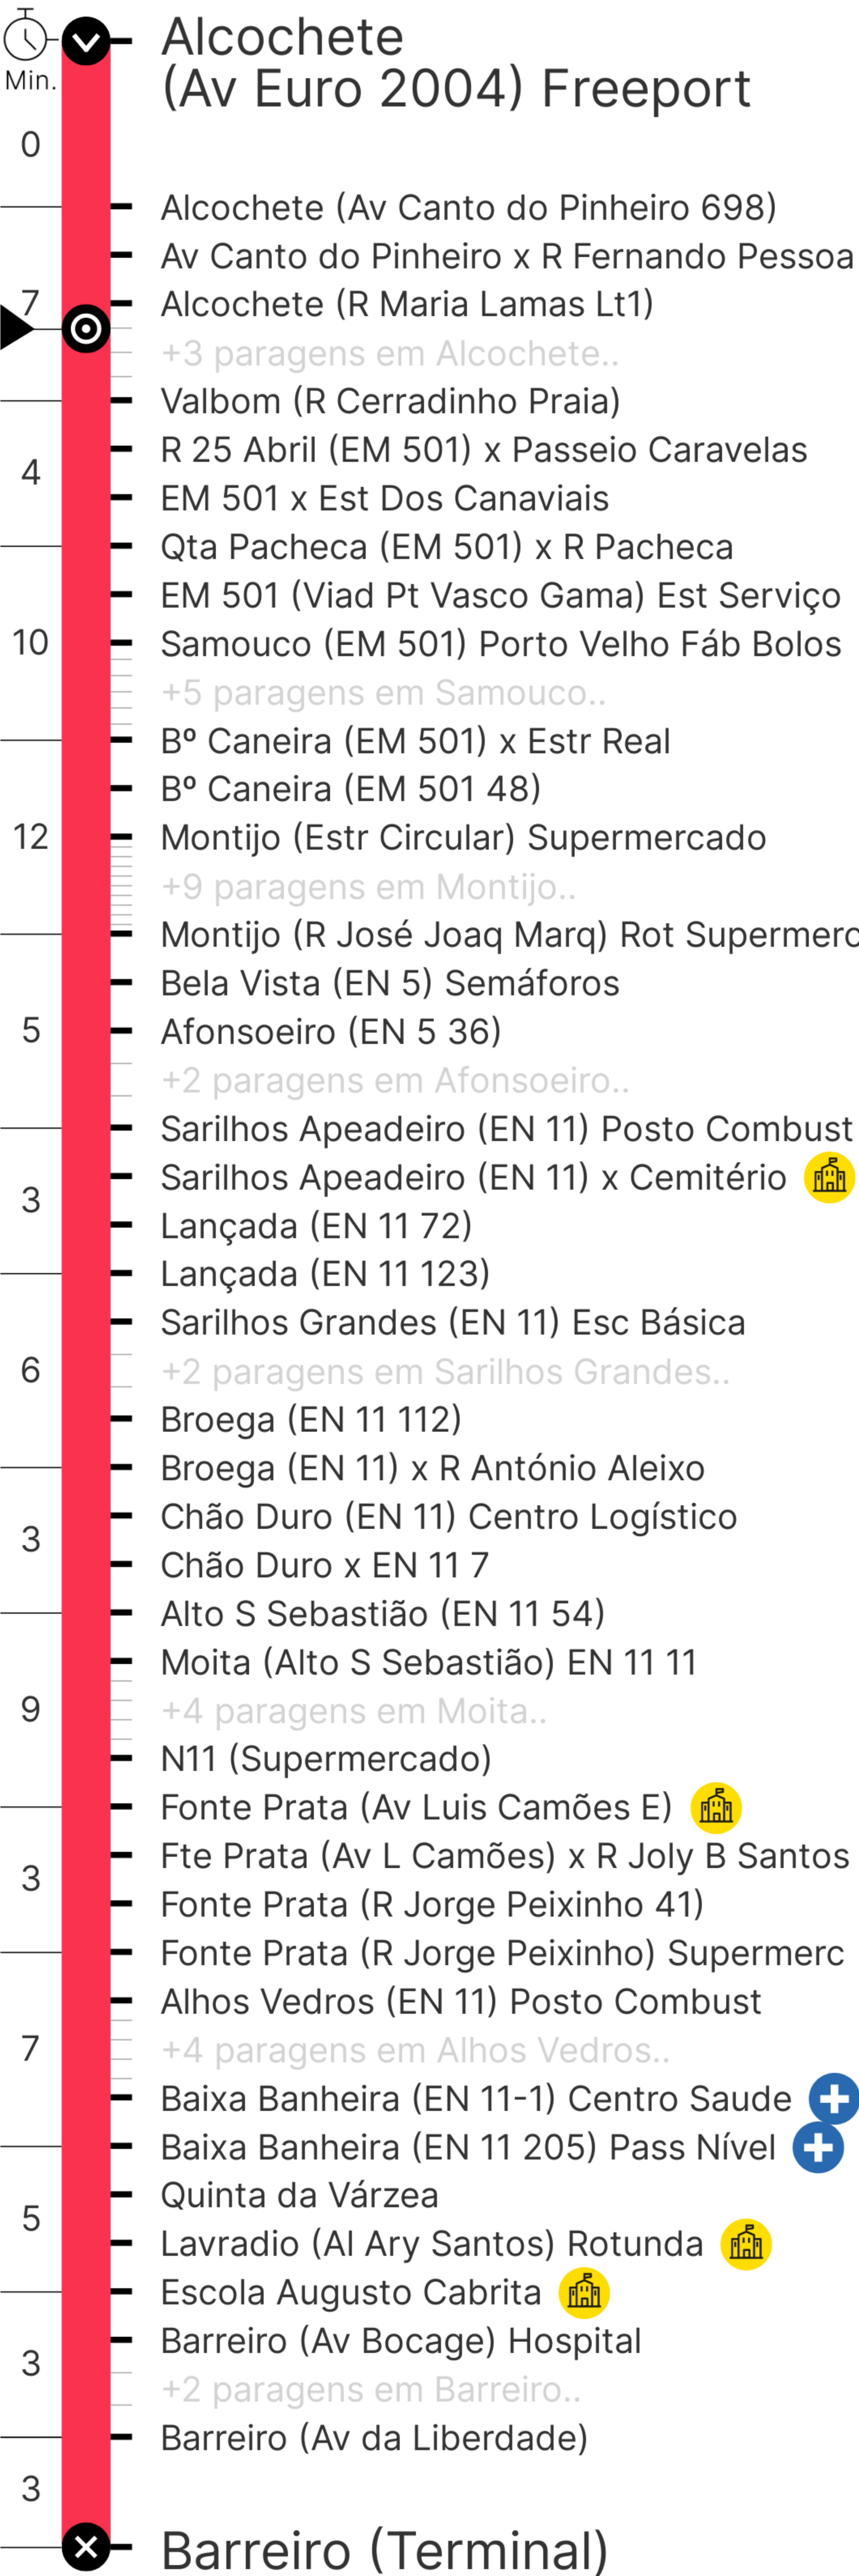 Alcochete
(Av Euro 2004) Freeport
Min.
0
Alcochete (Av Canto do Pinheiro 698)
Av Canto do Pinheiro x R Fernando Pessoa
7
Alcochete (R Maria Lamas Lt1)
+3 paragens em Alcochete..
Valbom (R Cerradinho Praia)
R 25 Abril (EM 501) x Passeio Caravelas
4
EM 501 x Est Dos Canaviais
Qta Pacheca (EM 501) x R Pacheca
EM 501 (Viad Pt Vasco Gama) Est Serviço
10
Samouco (EM 501) Porto Velho Fáb Bolos
+5 paragens em Samouco..
Bº Caneira (EM 501) x Estr Real
Bº Caneira (EM 501 48)
12
Montijo (Estr Circular) Supermercado
+9 paragens em Montijo..
Montijo (R José Joaq Marq) Rot Supermerc
Bela Vista (EN 5) Semáforos
5
Afonsoeiro (EN 5 36)
+2 paragens em Afonsoeiro..
Sarilhos Apeadeiro (EN 11) Posto Combust
Sarilhos Apeadeiro (EN 11) x Cemitério
3
Lançada (EN 11 72)
Lançada (EN 11 123)
Sarilhos Grandes (EN 11) Esc Básica
6
+2 paragens em Sarilhos Grandes..
Broega (EN 11 112)
Broega (EN 11) x R António Aleixo
Chão Duro (EN 11) Centro Logístico
3
Chão Duro x EN 11 7
Alto S Sebastião (EN 11 54)
Moita (Alto S Sebastião) EN 11 11
9
+4 paragens em Moita..
N11 (Supermercado)
Fonte Prata (Av Luis Camões E)
Fte Prata (Av L Camões) x R Joly B Santos
3
Fonte Prata (R Jorge Peixinho 41)
Fonte Prata (R Jorge Peixinho) Supermerc
Alhos Vedros (EN 11) Posto Combust
7
+4 paragens em Alhos Vedros..
Baixa Banheira (EN 11-1) Centro Saude
Baixa Banheira (EN 11 205) Pass Nível
Quinta da Várzea
5
Lavradio (Al Ary Santos) Rotunda
Escola Augusto Cabrita
Barreiro (Av Bocage) Hospital
3
+2 paragens em Barreiro..
Barreiro (Av da Liberdade)
3
Barreiro (Terminal)